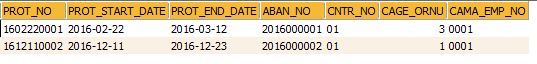 PROT_NO PROT_START_DATE PROT_END_DATE ABAN_NO CNTR_NO CAGE_ORNU CAMA_EMP_NO
1602220001 2016-02-22 2016-03-12 2016000001 01 3 0001
1612110002 2016-12-11 2016-12-23 2016000002 01 1 0001